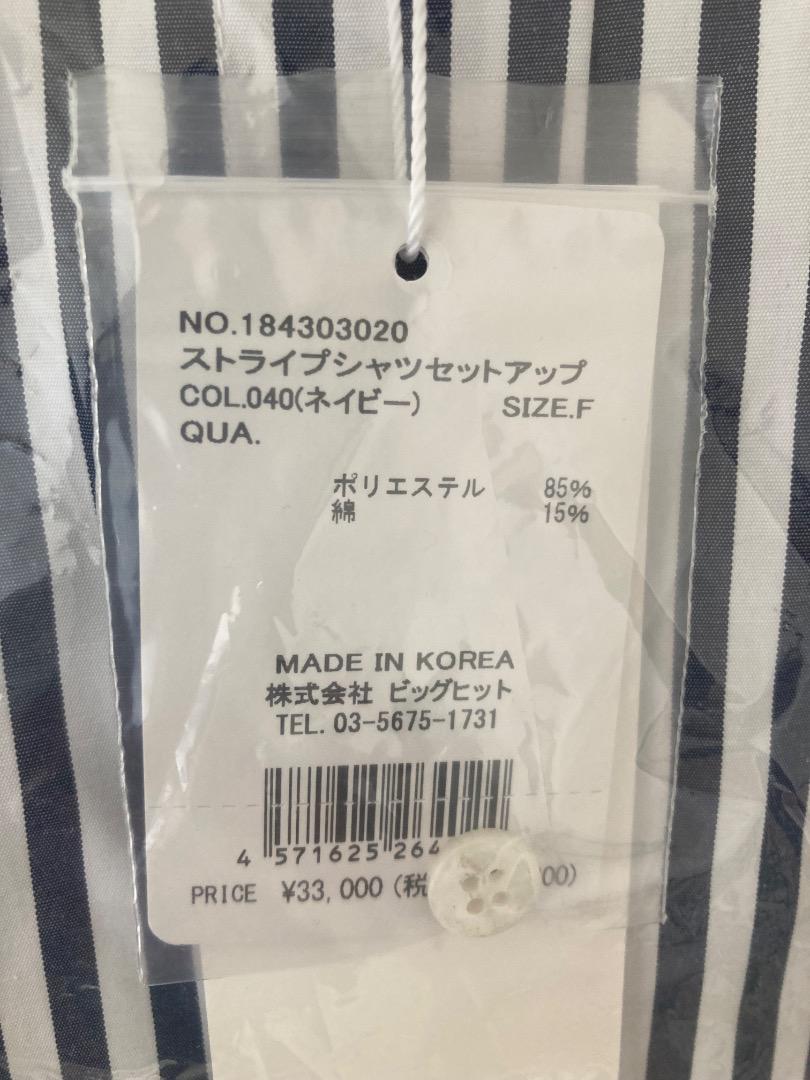 NO.184303020
ストライプシャツセットアップ
COL.040(ネイビー) SIZE.F
QUA.
ポリエステル 85%
綿 15%
MADE IN KOREA
株式会社 ビッグヒット
TEL. 03-5675-1731
4 571625 264
PRICE ¥33,000 (税 00)